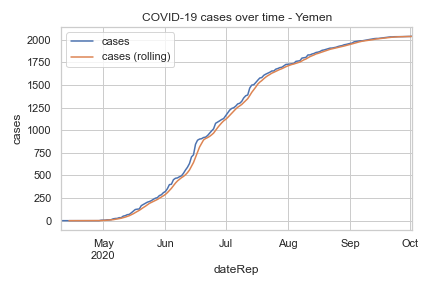 COVID-19 cases over time - Yemen
cases
cases (rolling)
2000
1750
1500
1250
1000
750
500
250
0
cases
May
2020
Jun
Jul
Aug
Sep
Oct
dateRep